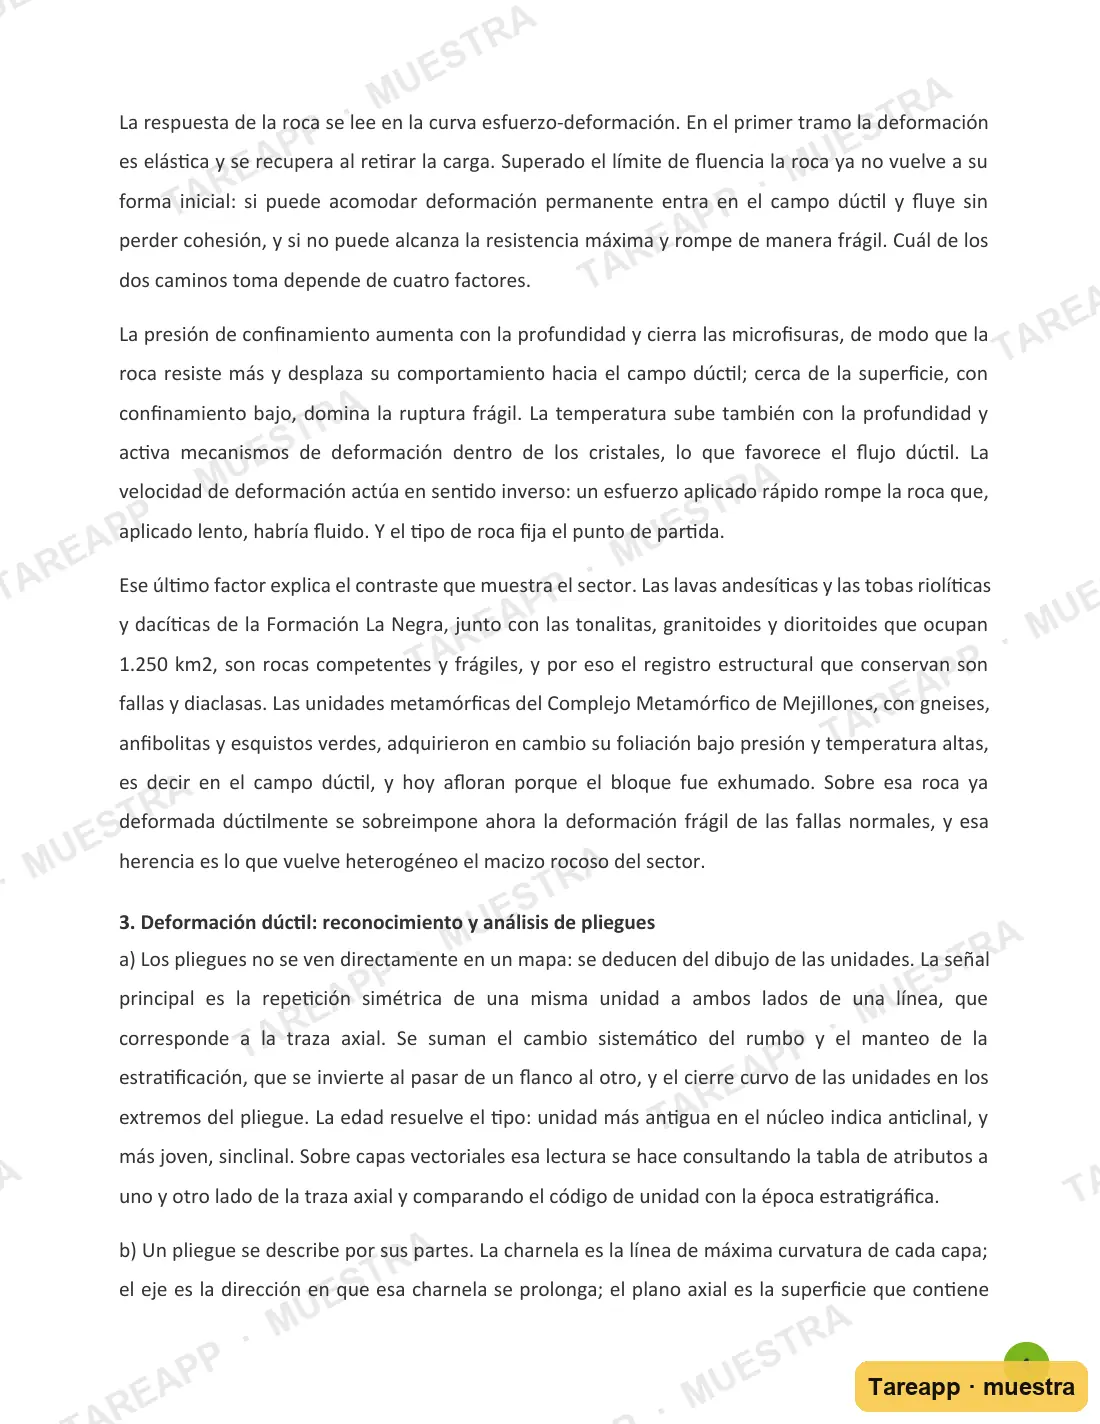 La respuesta de la roca se lee en la curva esfuerzo-deformación. En el primer tramo la deformación
es elástica y se recupera al retirar la carga. Superado el límite de fluencia la roca ya no vuelve a su
forma inicial: si puede acomodar deformación permanente entra en el campo dúctil y fluye sin
perder cohesión, y si no puede alcanza la resistencia máxima y rompe de manera frágil. Cuál de los
dos caminos toma depende de cuatro factores.
La presión de confinamiento aumenta con la profundidad y cierra las microfisuras, de modo que la
roca resiste más y desplaza su comportamiento hacia el campo dúctil; cerca de la superficie, con
confinamiento bajo, domina la ruptura frágil. La temperatura sube también con la profundidad y
activa mecanismos de deformación dentro de los cristales, lo que favorece el flujo dúctil. La
velocidad de deformación actúa en sentido inverso: un esfuerzo aplicado rápido rompe la roca que,
aplicado lento, habría fluido. Y el tipo de roca fija el punto de partida.
Ese último factor explica el contraste que muestra el sector. Las lavas andesíticas y las tobas riolíticas
y dacíticas de la Formación La Negra, junto con las tonalitas, granitoides y dioritoides que ocupan
1.250 km2, son rocas competentes y frágiles, y por eso el registro estructural que conservan son
fallas y diaclasas. Las unidades metamórficas del Complejo Metamórfico de Mejillones, con gneises,
anfibolitas y esquistos verdes, adquirieron en cambio su foliación bajo presión y temperatura altas,
es decir en el campo dúctil, y hoy afloran porque el bloque fue exhumado. Sobre esa roca ya
deformada dúctilmente se sobreimpone ahora la deformación frágil de las fallas normales, y esa
herencia es lo que vuelve heterogéneo el macizo rocoso del sector.
3. Deformación dúctil: reconocimiento y análisis de pliegues
a) Los pliegues no se ven directamente en un mapa: se deducen del dibujo de las unidades. La señal
principal es la repetición simétrica de una misma unidad a ambos lados de una línea, que
corresponde a la traza axial. Se suman el cambio sistemático del rumbo y el manteo de la
estratificación, que se invierte al pasar de un flanco al otro, y el cierre curvo de las unidades en los
extremos del pliegue. La edad resuelve el tipo: unidad más antigua en el núcleo indica anticlinal, y
más joven, sinclinal. Sobre capas vectoriales esa lectura se hace consultando la tabla de atributos a
uno y otro lado de la traza axial y comparando el código de unidad con la época estratigráfica.
b) Un pliegue se describe por sus partes. La charnela es la línea de máxima curvatura de cada capa;
el eje es la dirección en que esa charnela se prolonga; el plano axial es la superficie que contiene
Tareapp · muestra
TAREAPP · MUESTRA
TAREAPP · MUESTRA
TAREAPP · MUESTRA
TAREAPP · MUESTRA
TAREAPP · MUESTRA
TAREAPP · MUESTRA
TAREAPP · MUESTRA
TAREAPP · MUESTRA